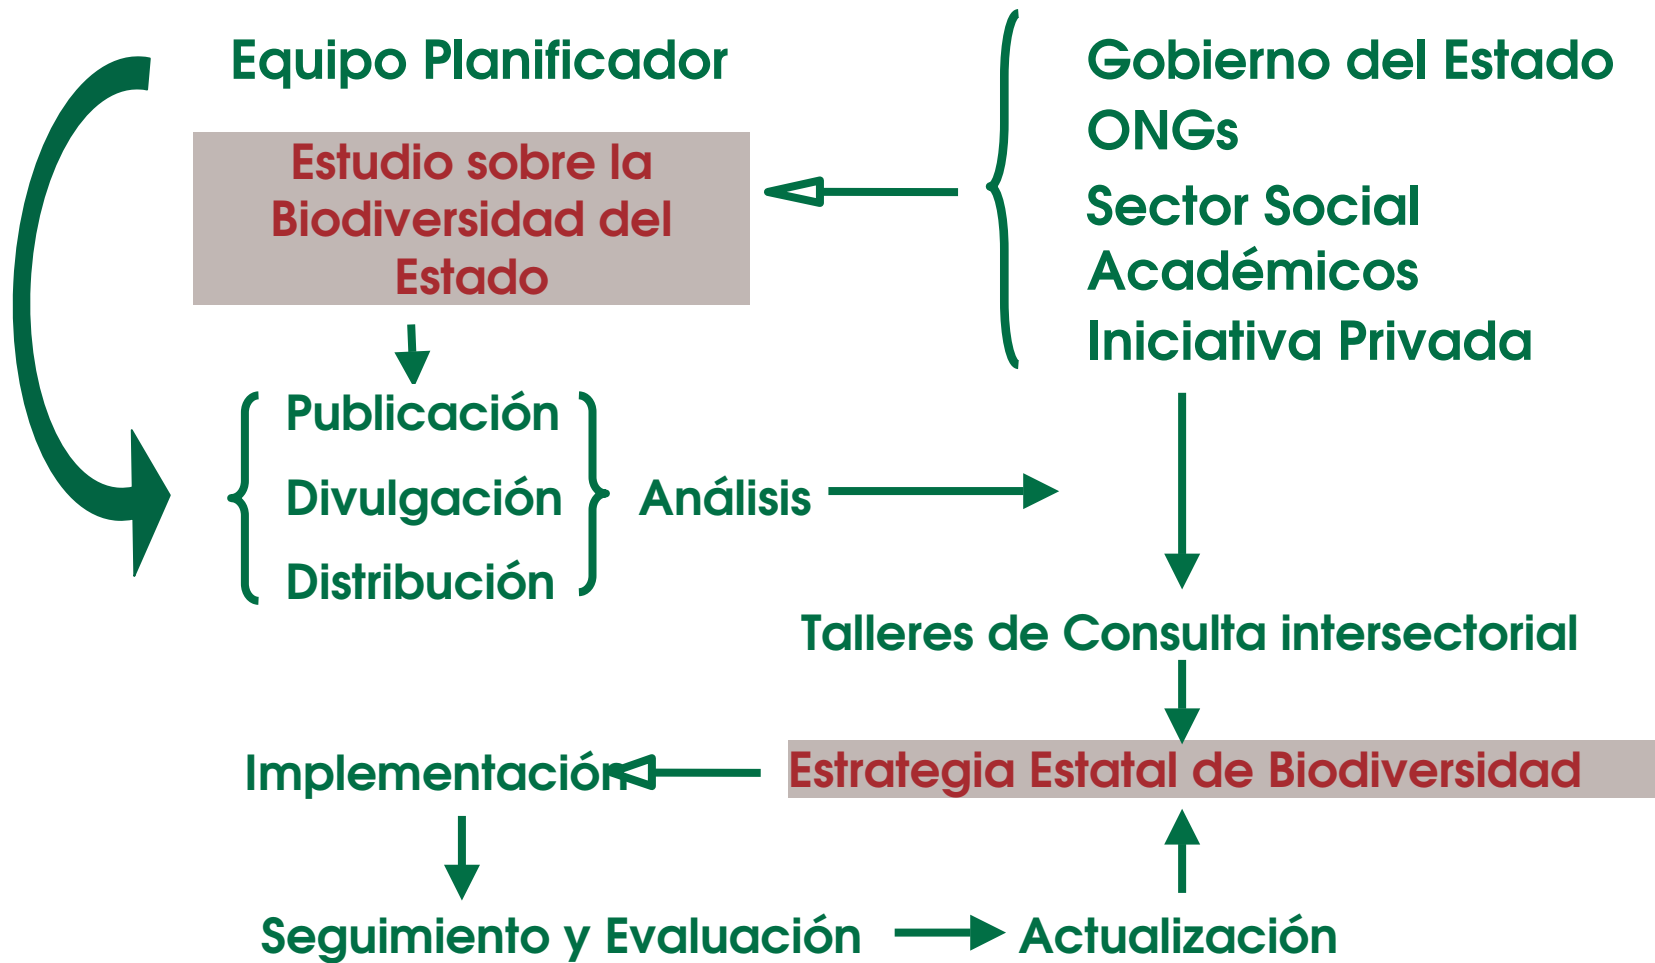 Equipo Planificador
Estudio sobre la
Biodiversidad del
Estado
Gobierno del Estado
ONGs
Sector Social
Académicos
Iniciativa Privada
Publicación
Divulgación
Distribución
Análisis
Talleres de Consulta intersectorial
Estrategia Estatal de Biodiversidad
Implementación
Seguimiento y Evaluación
Actualización